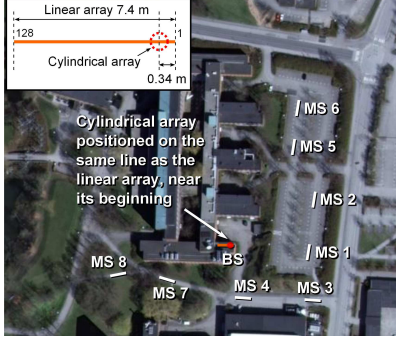 Linear array 7.4 m
128
1
Cylindrical array
0.34 m
Cylindrical array
positioned on the
same line as the
linear array, near
its beginning
MS 6
MS 5
MS 2
MS 1
BS
MS 8
MS 7
MS 4
MS 3